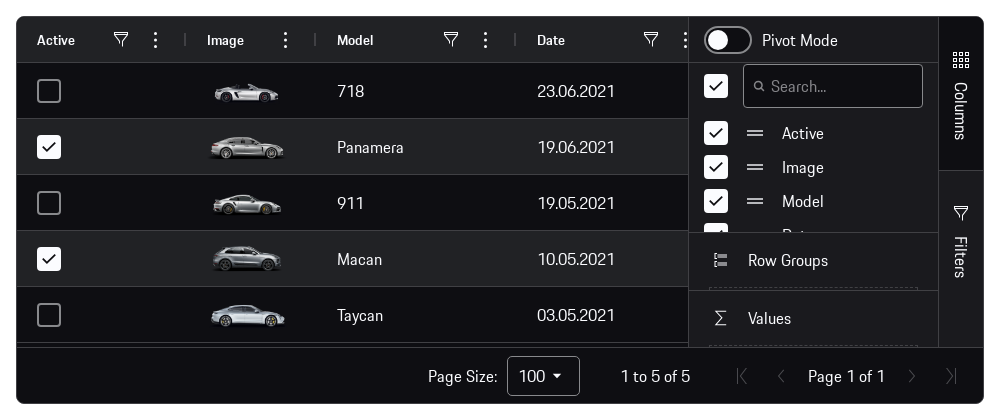 Active Image Model Date
718 23.06.2021
Panamera 19.06.2021
911 19.05.2021
Macan 10.05.2021
Taycan 03.05.2021
Pivot Mode
Search...
Active
Image
Model
Row Groups
Values
Columns
Filters
Page Size: 100 1 to 5 of 5 Page 1 of 1